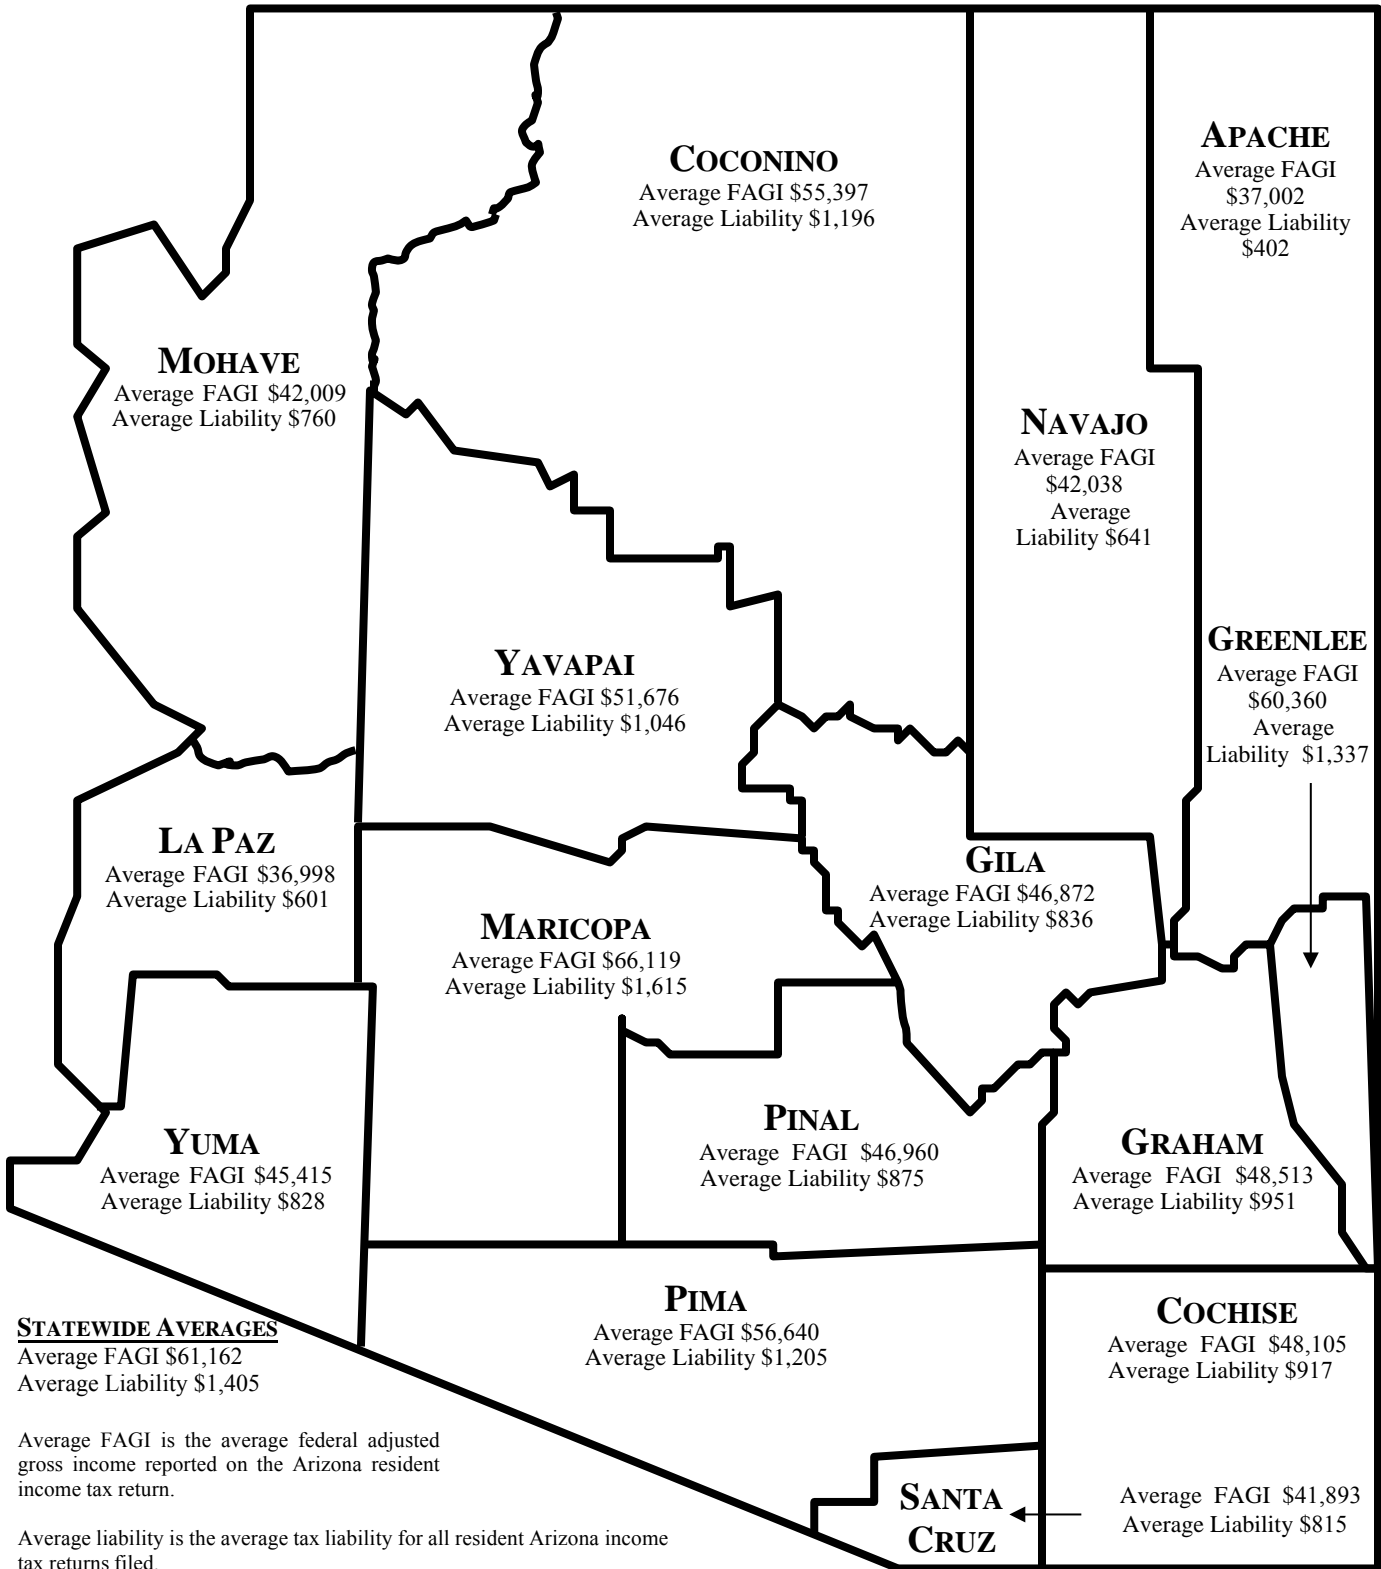 COCONINO
Average FAGI $55,397
Average Liability $1,196
APACHE
Average FAGI
$37,002
Average Liability
$402
MOHAVE
Average FAGI $42,009
Average Liability $760
NAVAJO
Average FAGI
$42,038
Average
Liability $641
GREENLEE
Average FAGI
$60,360
Average
Liability $1,337
YAVAPAI
Average FAGI $51,676
Average Liability $1,046
LA PAZ
Average FAGI $36,998
Average Liability $601
GILA
Average FAGI $46,872
Average Liability $836
MARICOPA
Average FAGI $66,119
Average Liability $1,615
PINAL
Average FAGI $46,960
Average Liability $875
YUMA
Average FAGI $45,415
Average Liability $828
GRAHAM
Average FAGI $48,513
Average Liability $951
PIMA
Average FAGI $56,640
Average Liability $1,205
COCHISE
Average FAGI $48,105
Average Liability $917
STATEWIDE AVERAGES
Average FAGI $61,162
Average Liability $1,405
Average FAGI is the average federal adjusted
gross income reported on the Arizona resident
income tax return.
SANTA
CRUZ
Average FAGI $41,893
Average Liability $815
Average liability is the average tax liability for all resident Arizona income
tax returns filed.